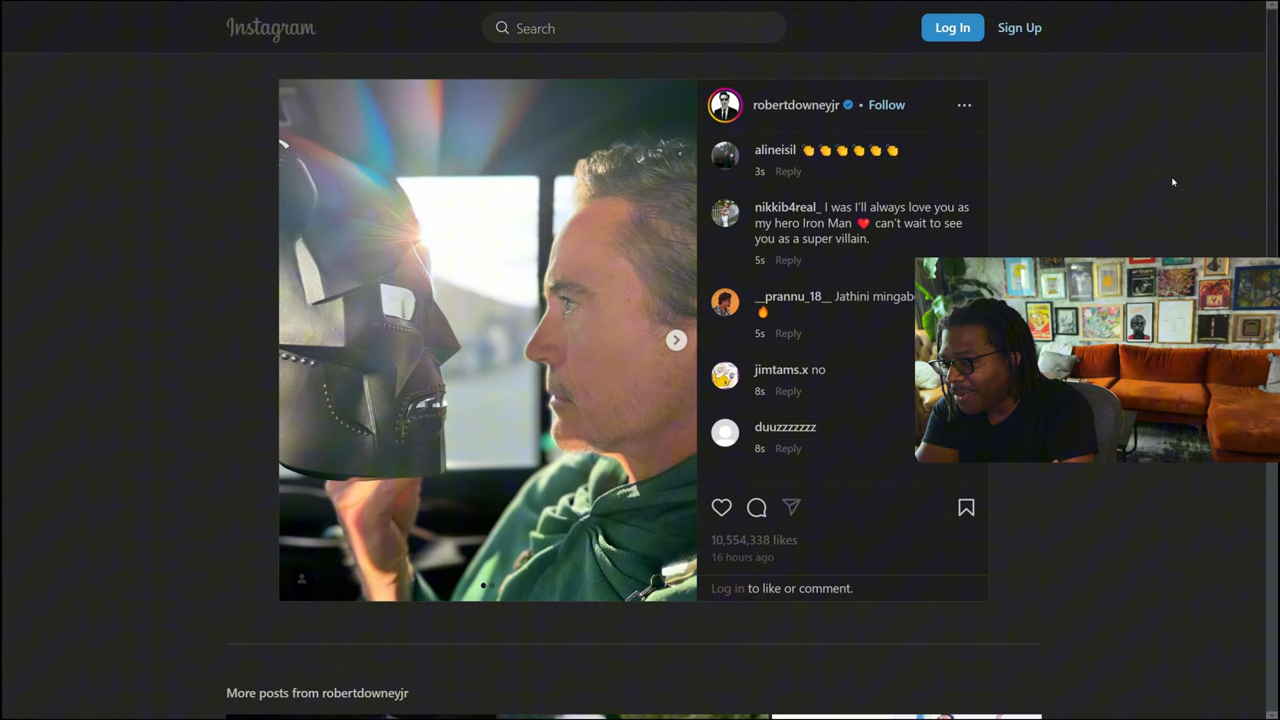 Instagram
Search
Log In
Sign Up
robertdowneyjr • Follow
alineisil 👏👏👏👏👏👏
3s Reply
nikkib4real_ I was I'll always love you as
my hero Iron Man ❤️ can't wait to see
you as a super villain.
5s Reply
__prannu_18__ Jathini
🔥
5s Reply
jimtams.x no
8s Reply
duuzzzzzzz
8s Reply
10,554,338 likes
16 hours ago
Log in to like or comment.
More posts from robertdowneyjr